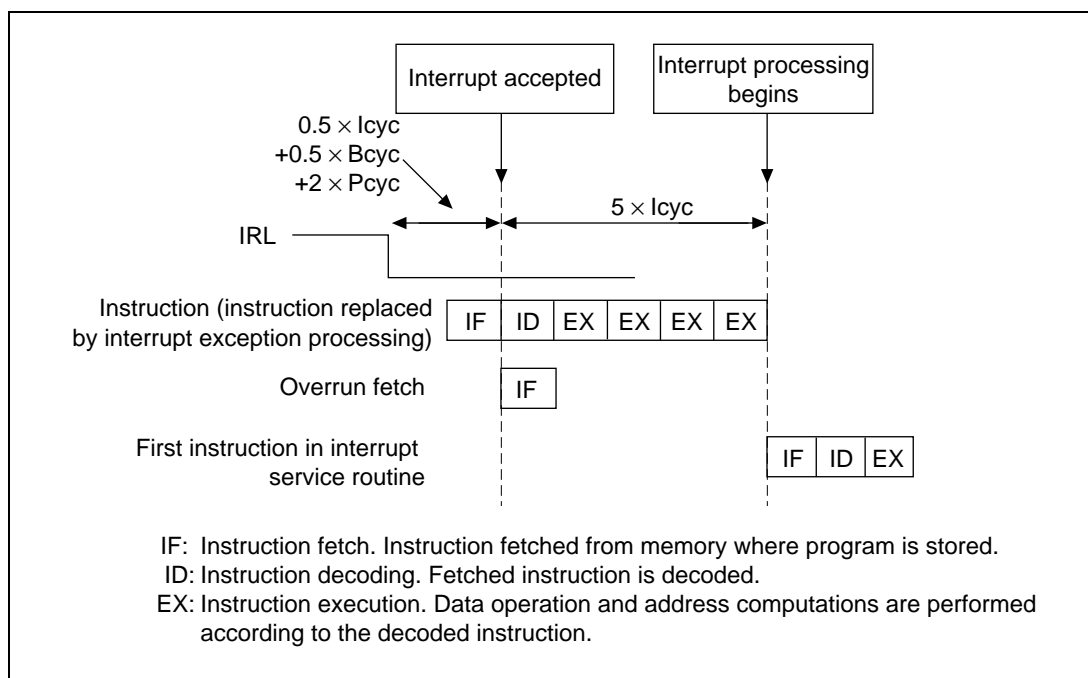 Interrupt accepted
Interrupt processing
begins
0.5 × Icyc
+0.5 × Bcyc
+2 × Pcyc
5 × Icyc
IRL
Instruction (instruction replaced
by interrupt exception processing)
IF ID EX EX EX EX
Overrun fetch
IF
First instruction in interrupt
service routine
IF ID EX
IF: Instruction fetch. Instruction fetched from memory where program is stored.
ID: Instruction decoding. Fetched instruction is decoded.
EX: Instruction execution. Data operation and address computations are performed
according to the decoded instruction.